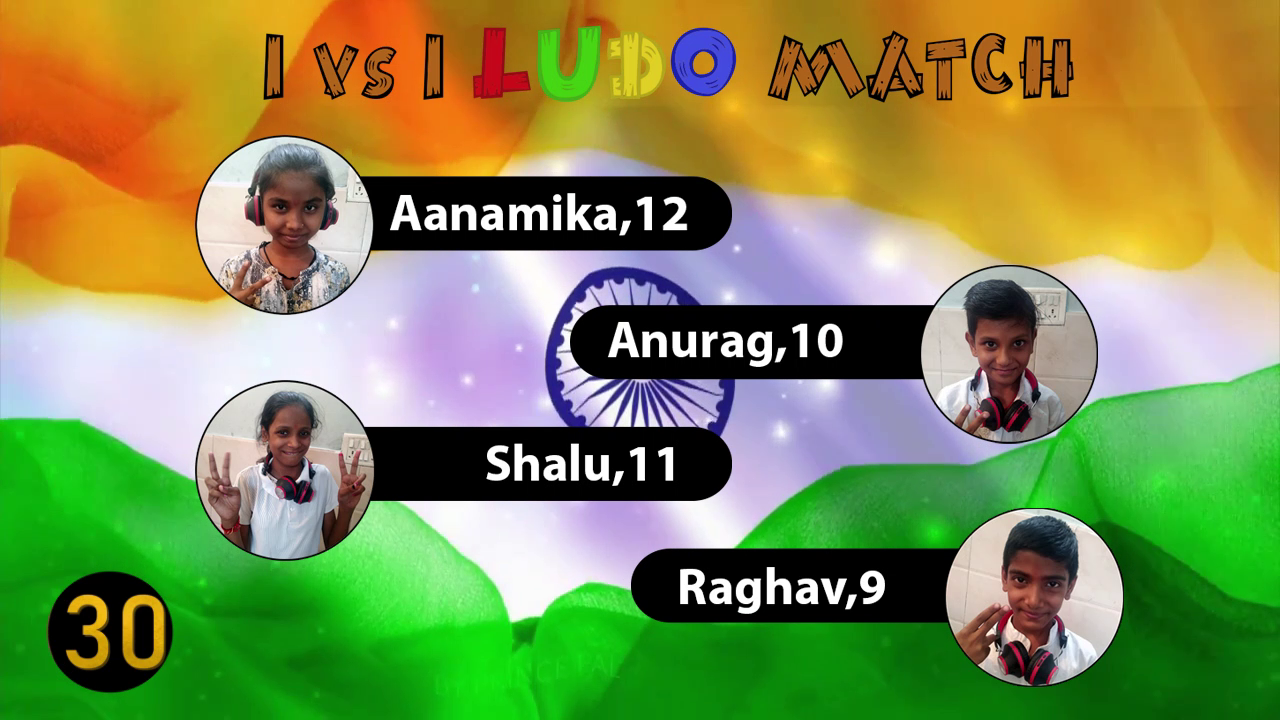 1 VS 1 LUDO MATCH
Aanamika,12
Anurag,10
Shalu,11
Raghav,9
30